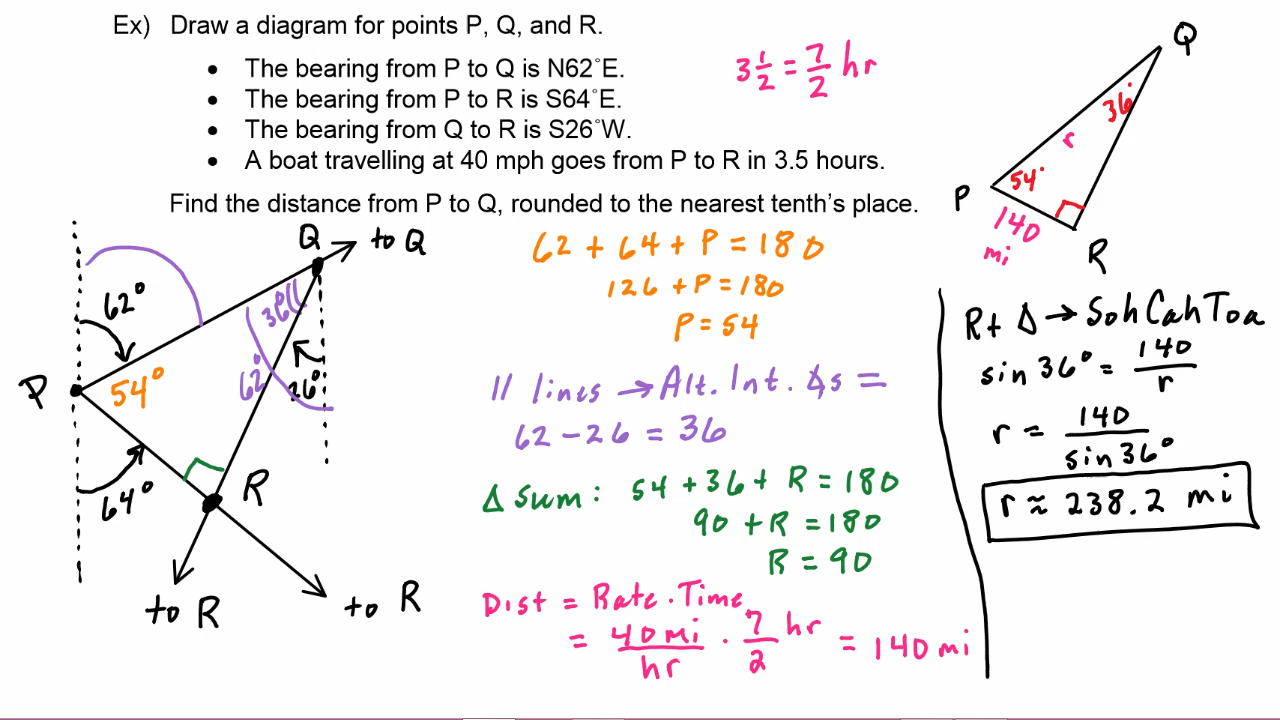 Ex) Draw a diagram for points P, Q, and R.
• The bearing from P to Q is N62°E.
• The bearing from P to R is S64°E.
• The bearing from Q to R is S26°W.
• A boat travelling at 40 mph goes from P to R in 3.5 hours.
Find the distance from P to Q, rounded to the nearest tenth's place.
3 1/2 = 7/2 hr
Q
36°
r
P
54°
140
mi
R
Q
to Q
62°
36°
P
54°
62°
26°
64°
R
to R
to R
62 + 64 + P = 180
126 + P = 180
P = 54
// lines → Alt. Int. ∡s =
62 - 26 = 36
Δ Sum: 54 + 36 + R = 180
90 + R = 180
R = 90
Dist = Rate · Time
= 40 mi/hr · 7/2 hr = 140 mi
Rt Δ → Soh Cah Toa
sin 36° = 140/r
r = 140/sin 36°
r ≈ 238.2 mi